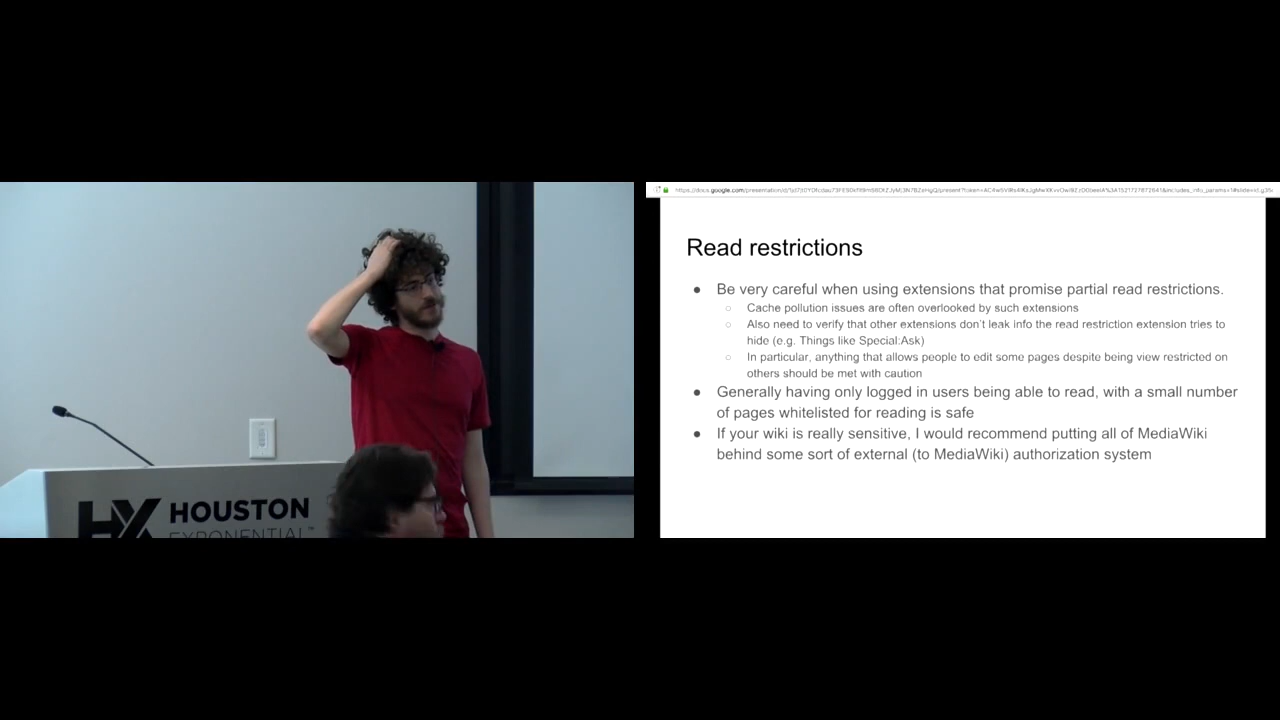 HX HOUSTON
EXPONENTIAL™
Read restrictions
● Be very careful when using extensions that promise partial read restrictions.
○ Cache pollution issues are often overlooked by such extensions
○ Also need to verify that other extensions don't leak info the read restriction extension tries to
hide (e.g. Things like Special:Ask)
○ In particular, anything that allows people to edit some pages despite being view restricted on
others should be met with caution
● Generally having only logged in users being able to read, with a small number
of pages whitelisted for reading is safe
● If your wiki is really sensitive, I would recommend putting all of MediaWiki
behind some sort of external (to MediaWiki) authorization system